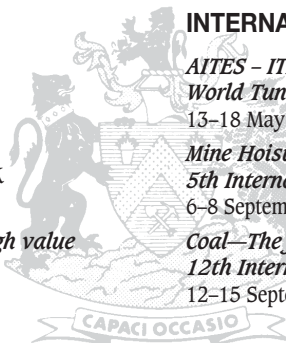 INTERNA
AITES – IT
World Tun
13–18 May
Mine Hoist
5th Interna
6–8 Septem
gh value
Coal—The
12th Intern
12–15 Septe
CAPACI OCCASIO